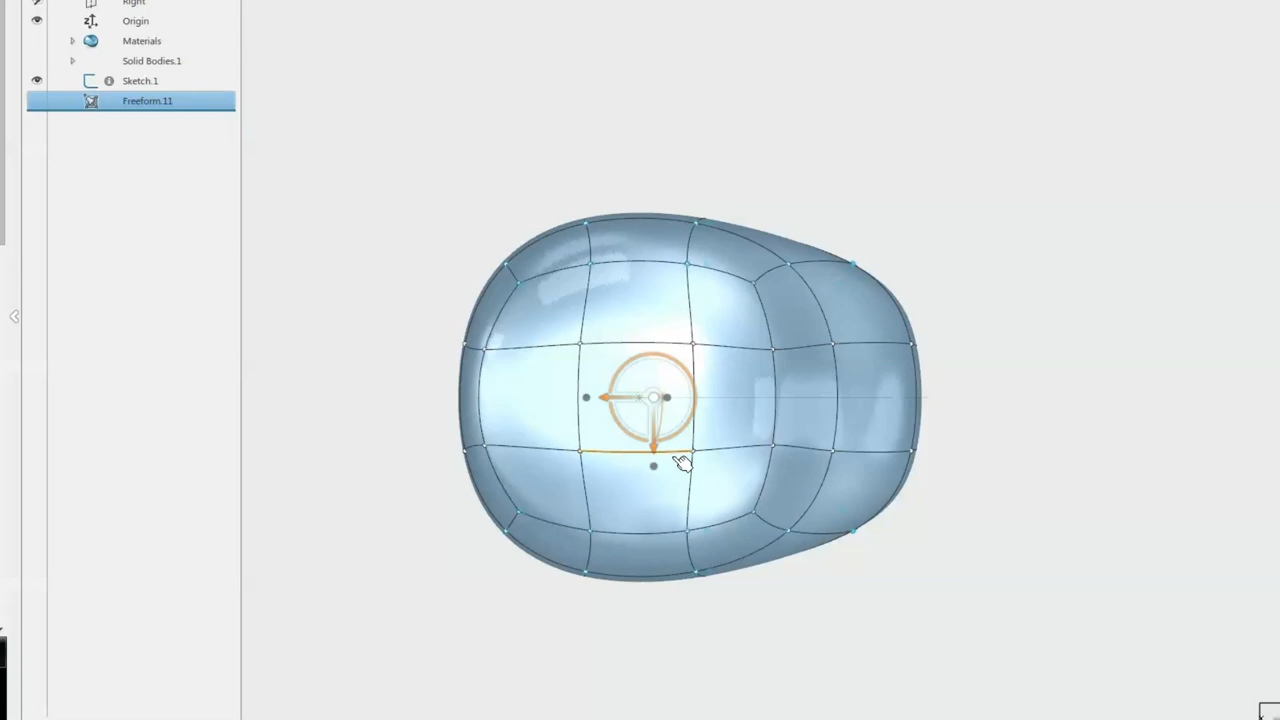 Right
Origin
Materials
Solid Bodies.1
Sketch.1
Freeform.11